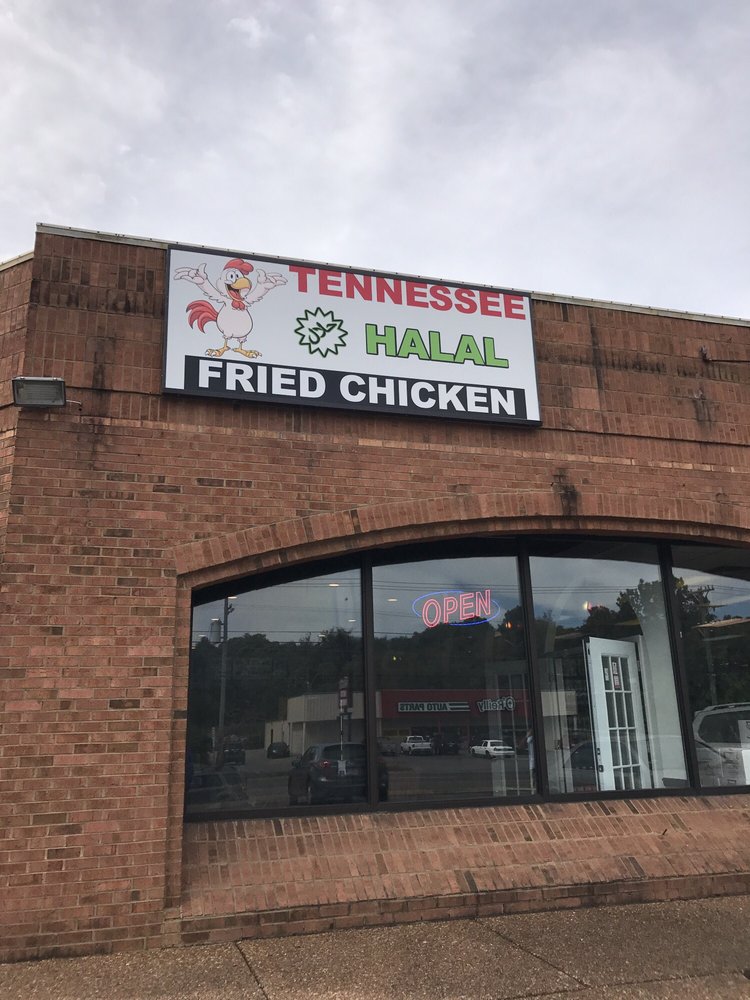 TENNESSEE
HALAL
FRIED CHICKEN
OPEN
O'Reilly
AUTO PARTS